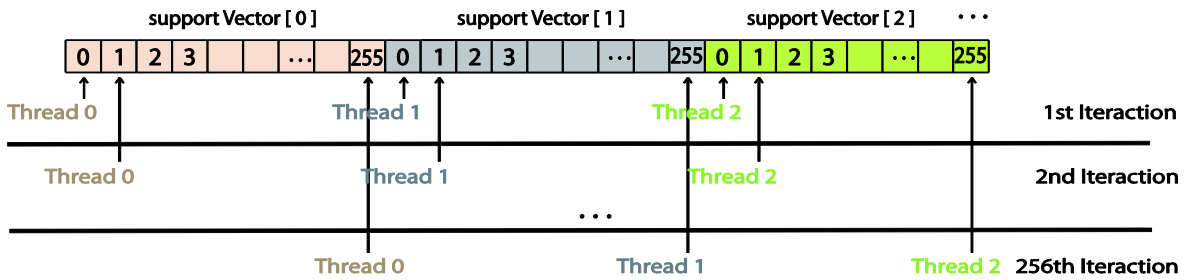 support Vector [ 0 ] support Vector [ 1 ] support Vector [ 2 ] ...
0 1 2 3 ... 255 0 1 2 3 ... 255 0 1 2 3 ... 255
Thread 0 Thread 1 Thread 2 1st Iteraction
Thread 0 Thread 1 Thread 2 2nd Iteraction
...
Thread 0 Thread 1 Thread 2 256th Iteraction